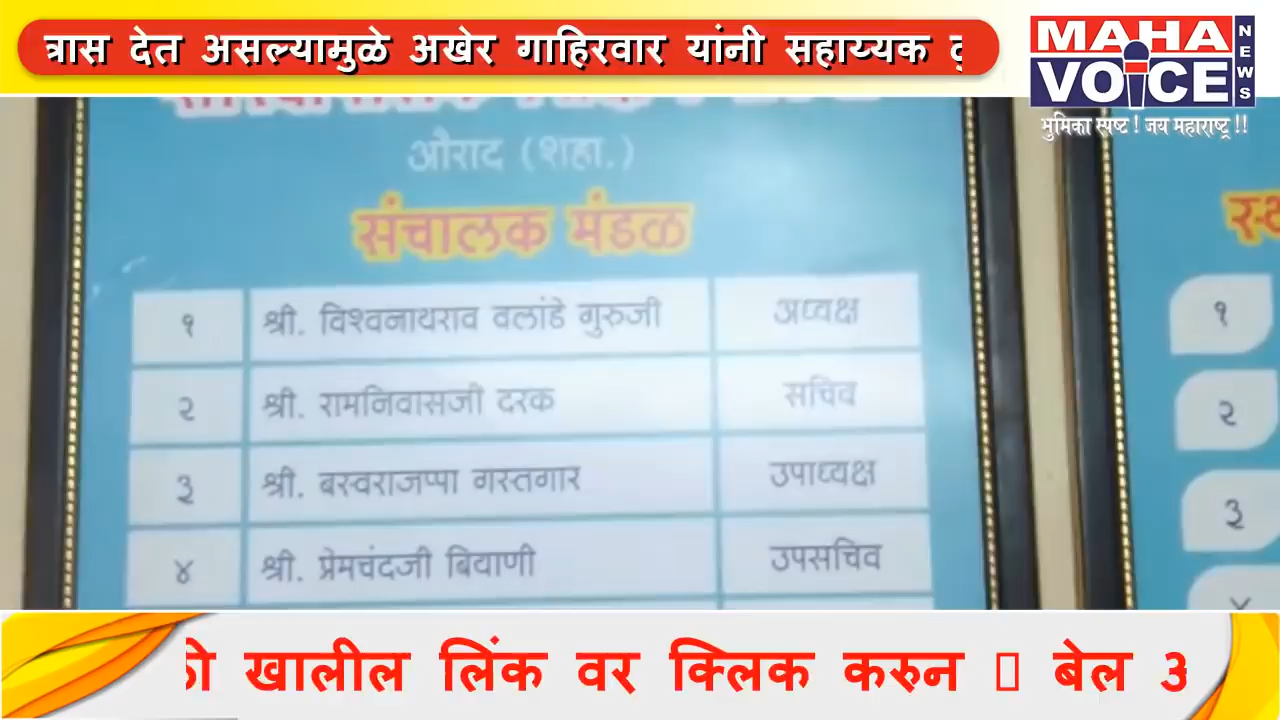 त्रास देत असल्यामुळे अखेर गाहिरवार यांनी सहाय्यक
MAHA VOICE NEWS
भुमिका स्पष्ट ! जय महाराष्ट्र !!
औराद (शहा.)
संचालक मंडळ
१ श्री. विश्वनाथराव वलांडे गुरुजी अध्यक्ष
२ श्री. रामनिवासजी दरक सचिव
३ श्री. बस्वराजप्पा गस्तगार उपाध्यक्ष
४ श्री. प्रेमचंदजी बियाणी उपसचिव
१
२
३
खालील लिंक वर क्लिक करुन बेल